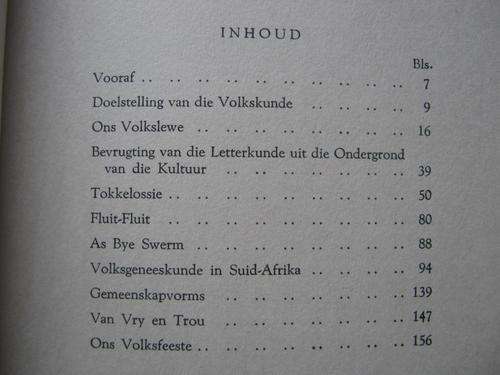 INHOUD
Bls.
Vooraf .. .. .. .. .. .. .. .. .. .. 7
Doelstelling van die Volkskunde .. .. .. .. 9
Ons Volkslewe .. .. .. .. .. .. .. 16
Bevrugting van die Letterkunde uit die Ondergrond
van die Kultuur .. .. .. .. .. .. .. 39
Tokkelossie .. .. .. .. .. .. .. .. .. 50
Fluit-Fluit .. .. .. .. .. .. .. .. .. 80
As Bye Swerm .. .. .. .. .. .. .. .. 88
Volksgeneeskunde in Suid-Afrika .. .. .. .. 94
Gemeenskapvorms .. .. .. .. .. .. .. 139
Van Vry en Trou .. .. .. .. .. .. .. 147
Ons Volksfeeste .. .. .. .. .. .. .. .. 156